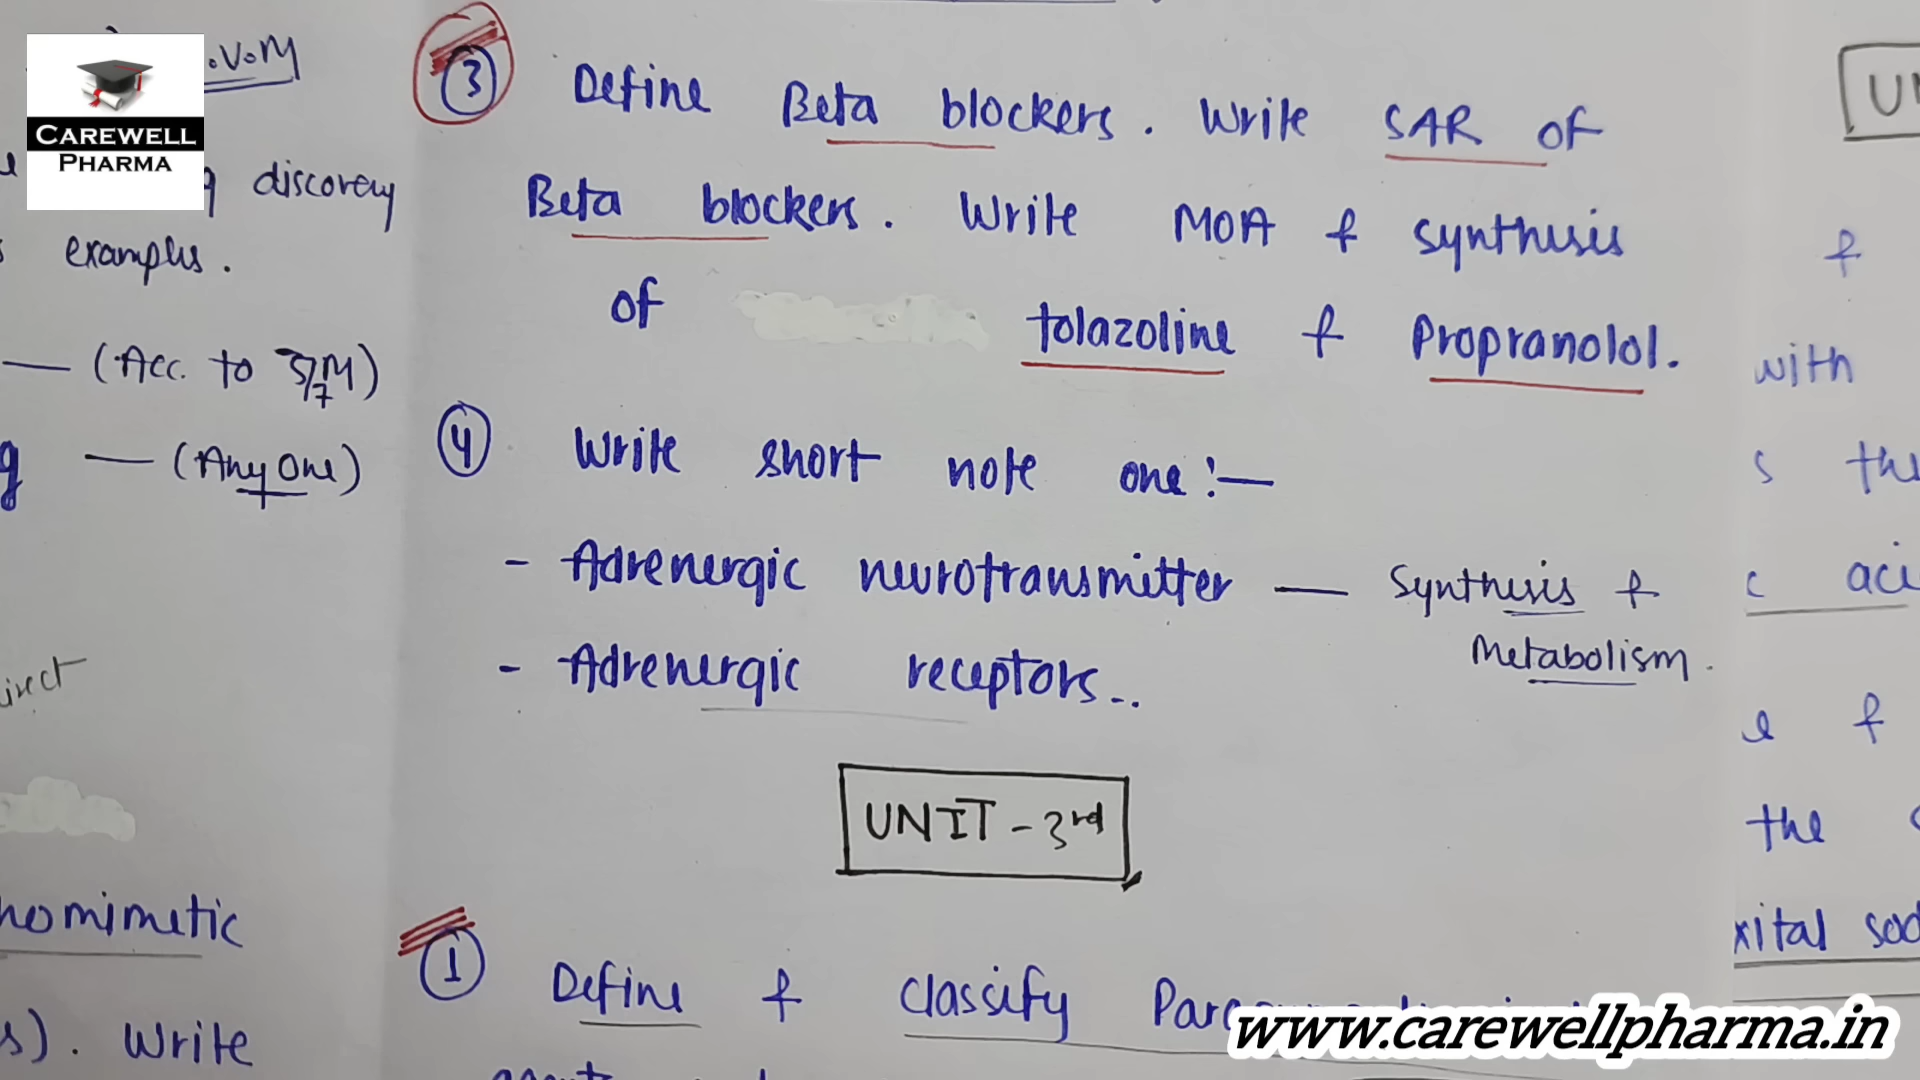 .V.M
CAREWELL
PHARMA
discovery
examples.
— (Acc. to
— (Any One)
③ Define Beta blockers. Write SAR of
Beta blockers. Write MOA & synthesis
of tolazoline & Propranolol.
④ Write short note one:—
- Adrenergic neurotransmitter — Synthesis &
Metabolism.
- Adrenergic receptors..
UNIT - 3rd
① Define & classify
homimetic
s). Write
with
the
xital sod
www.carewellpharma.in